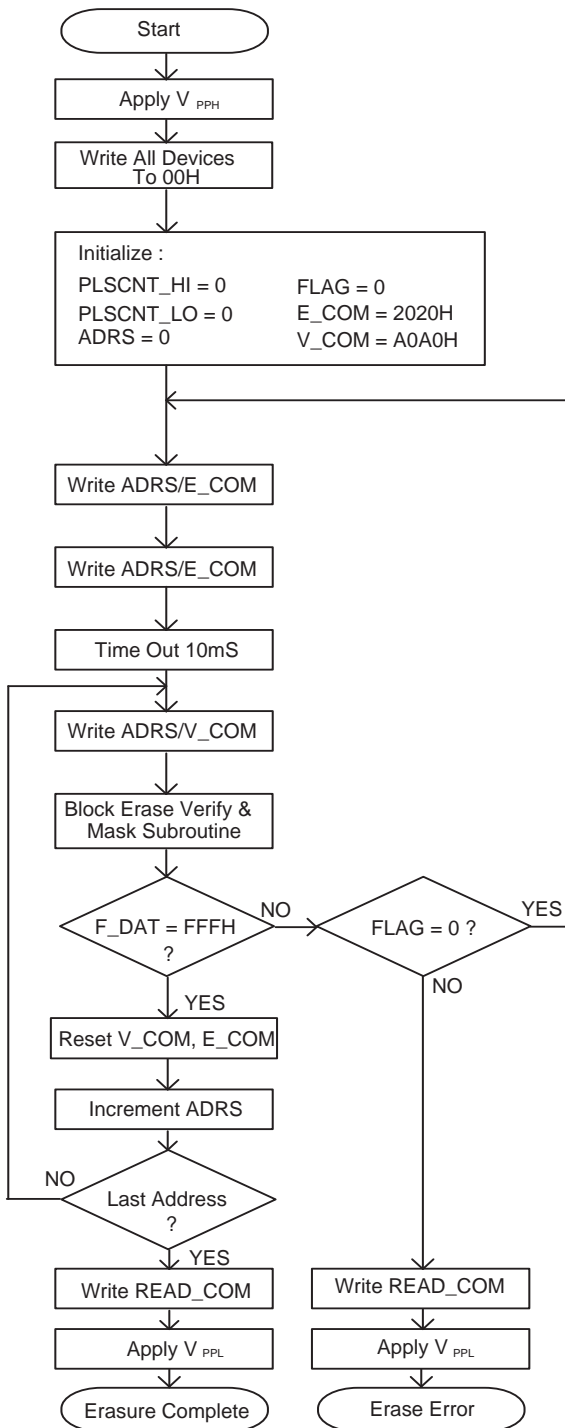 Start
Apply V PPH
Write All Devices
To 00H
Initialize :
PLSCNT_HI = 0
FLAG = 0
PLSCNT_LO = 0
E_COM = 2020H
ADRS = 0
V_COM = A0A0H
Write ADRS/E_COM
Write ADRS/E_COM
Time Out 10mS
Write ADRS/V_COM
Block Erase Verify &
Mask Subroutine
F_DAT = FFFH
?
NO
FLAG = 0 ?
YES
NO
YES
Reset V_COM, E_COM
Increment ADRS
Last Address
?
NO
YES
Write READ_COM
Write READ_COM
Apply V PPL
Apply V PPL
Erasure Complete
Erase Error